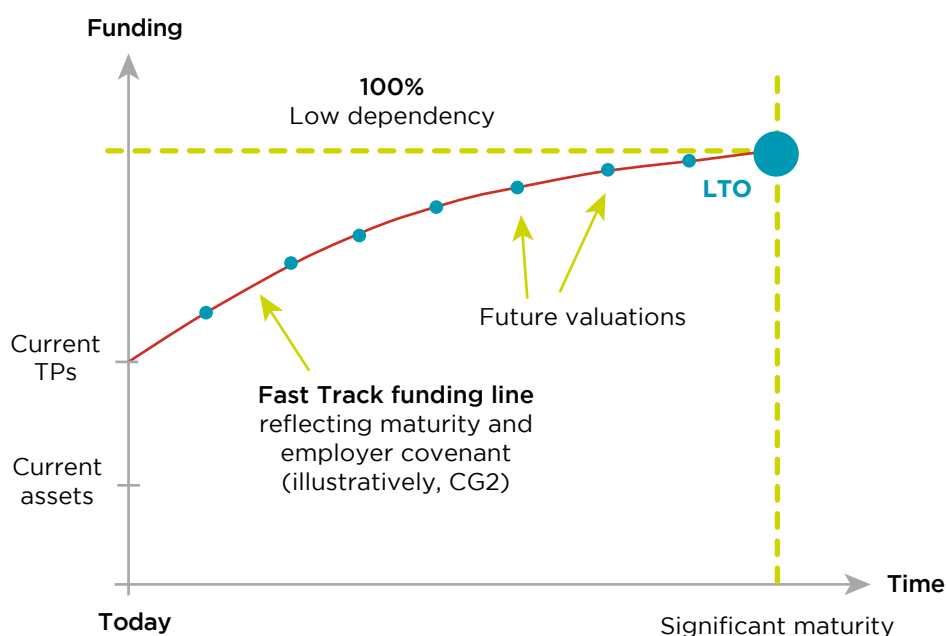 Funding
100%
Low dependency
LTO
Future valuations
Current
TPs
Fast Track funding line
reflecting maturity and
employer covenant
(illustratively, CG2)
Current
assets
Time
Today
Significant maturity